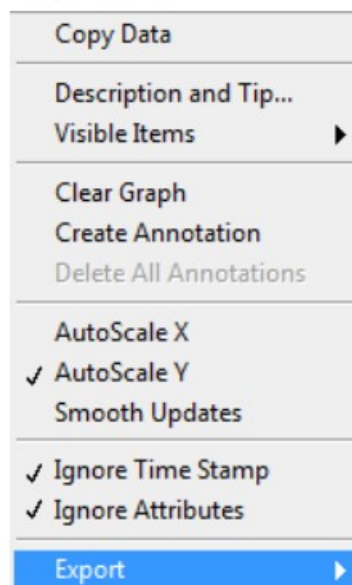 Copy Data
Description and Tip...
Visible Items
Clear Graph
Create Annotation
Delete All Annotations
AutoScale X
AutoScale Y
Smooth Updates
Ignore Time Stamp
Ignore Attributes
Export